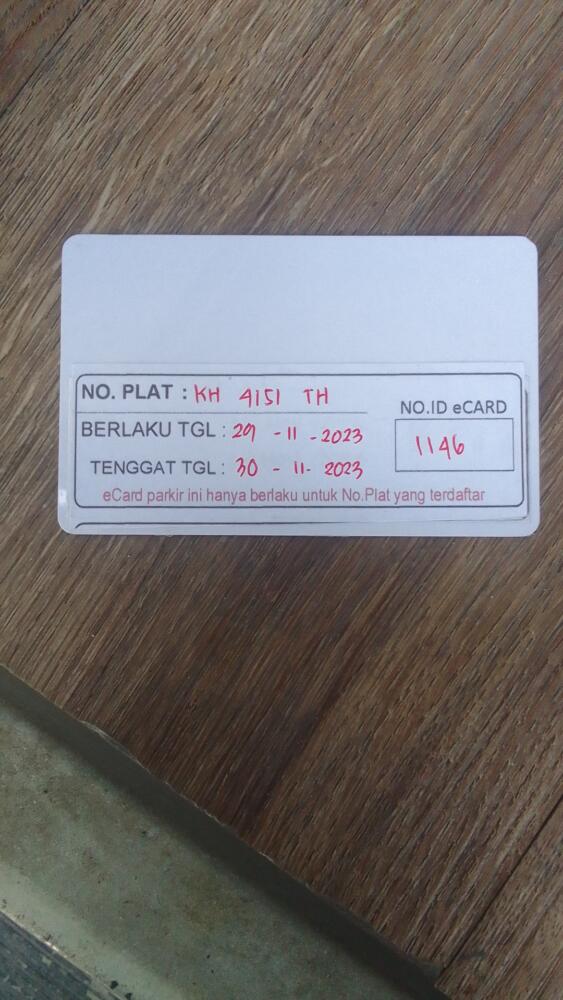 NO. PLAT : KH 4151 TH
NO.ID eCARD
BERLAKU TGL : 29 - 11 - 2023
1146
TENGGAT TGL : 30 - 11 - 2023
eCard parkir ini hanya berlaku untuk No.Plat yang terdaftar